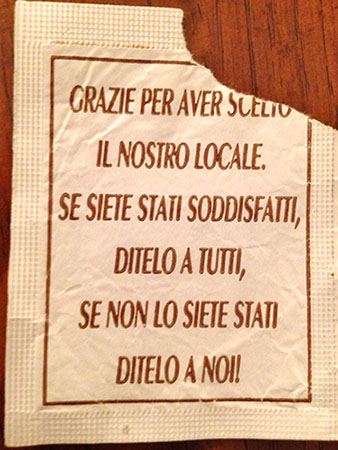 GRAZIE PER AVER SCELTO
IL NOSTRO LOCALE.
SE SIETE STATI SODDISFATTI,
DITELO A TUTTI,
SE NON LO SIETE STATI
DITELO A NOI!